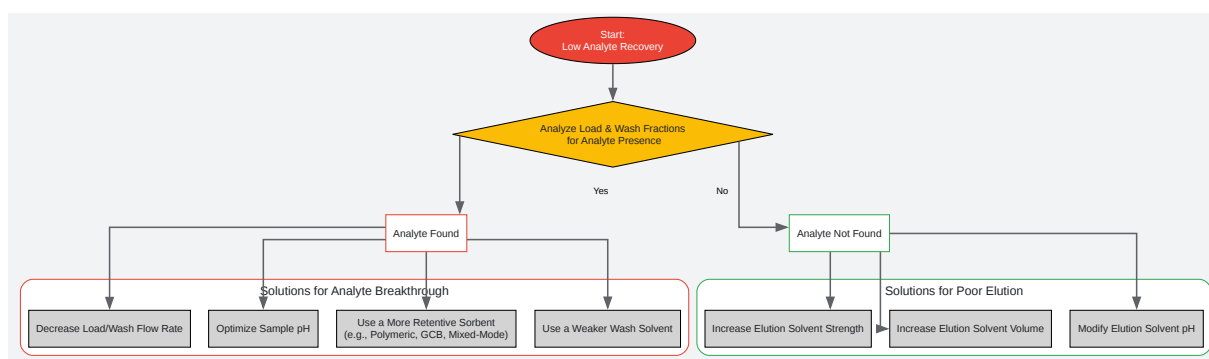 Start:
Low Analyte Recovery
Analyze Load & Wash Fractions
for Analyte Presence
Yes
No
Analyte Found
Analyte Not Found
Solutions for Analyte Breakthrough
Solutions for Poor Elution
Decrease Load/Wash Flow Rate
Optimize Sample pH
Use a More Retentive Sorbent
(e.g., Polymeric, GCB, Mixed-Mode)
Use a Weaker Wash Solvent
Increase Elution Solvent Strength
Increase Elution Solvent Volume
Modify Elution Solvent pH